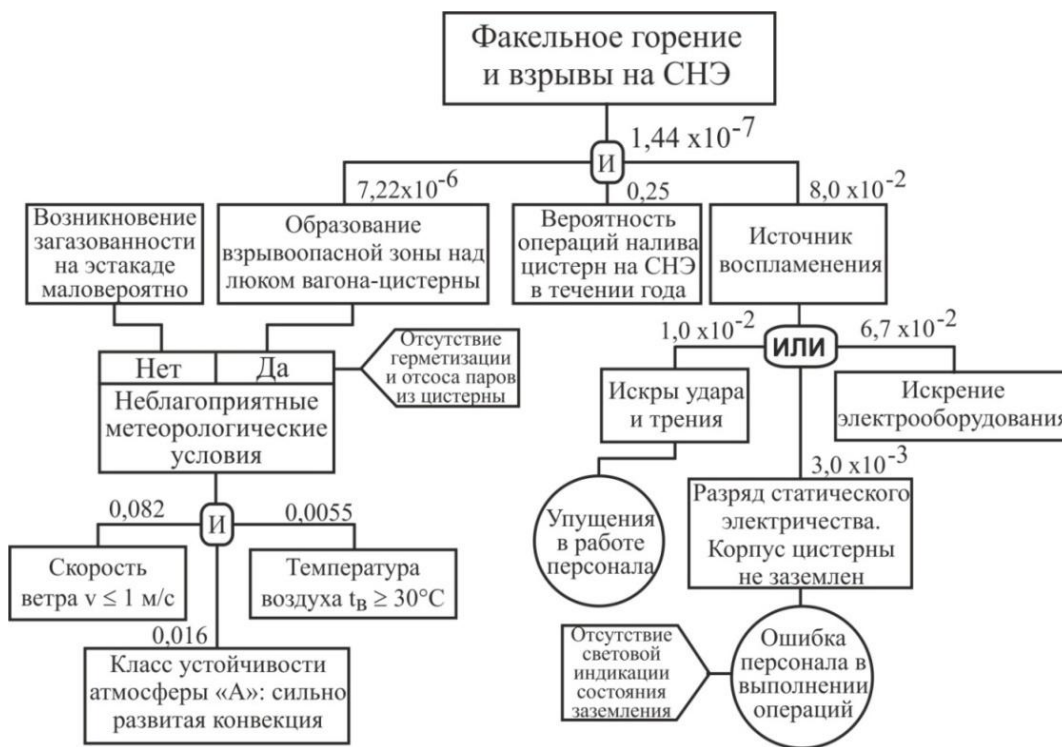 Факельное горение
и взрывы на СНЭ
1,44 x10-7
И
7,22x10-6
0,25
8,0 x10-2
Возникновение
загазованности
на эстакаде
маловероятно
Образование
взрывоопасной зоны над
люком вагона-цистерны
Вероятность
операций налива
цистерн на СНЭ
в течении года
Источник
воспламенения
Нет
Да
Неблагоприятные
метеорологические
условия
Отсутствие
герметизации
и отсоса паров
из цистерны
1,0 x10-2
ИЛИ
6,7 x10-2
Искры удара
и трения
Искрение
электрооборудования
3,0 x10-3
Упущения
в работе
персонала
Разряд статического
электричества.
Корпус цистерны
не заземлен
0,082
И
0,0055
Скорость
ветра v ≤ 1 м/с
Температура
воздуха tв ≥ 30°C
0,016
Класс устойчивости
атмосферы «А»: сильно
развитая конвекция
Отсутствие
световой
индикации
состояния
заземления
Ошибка
персонала в
выполнении
операций